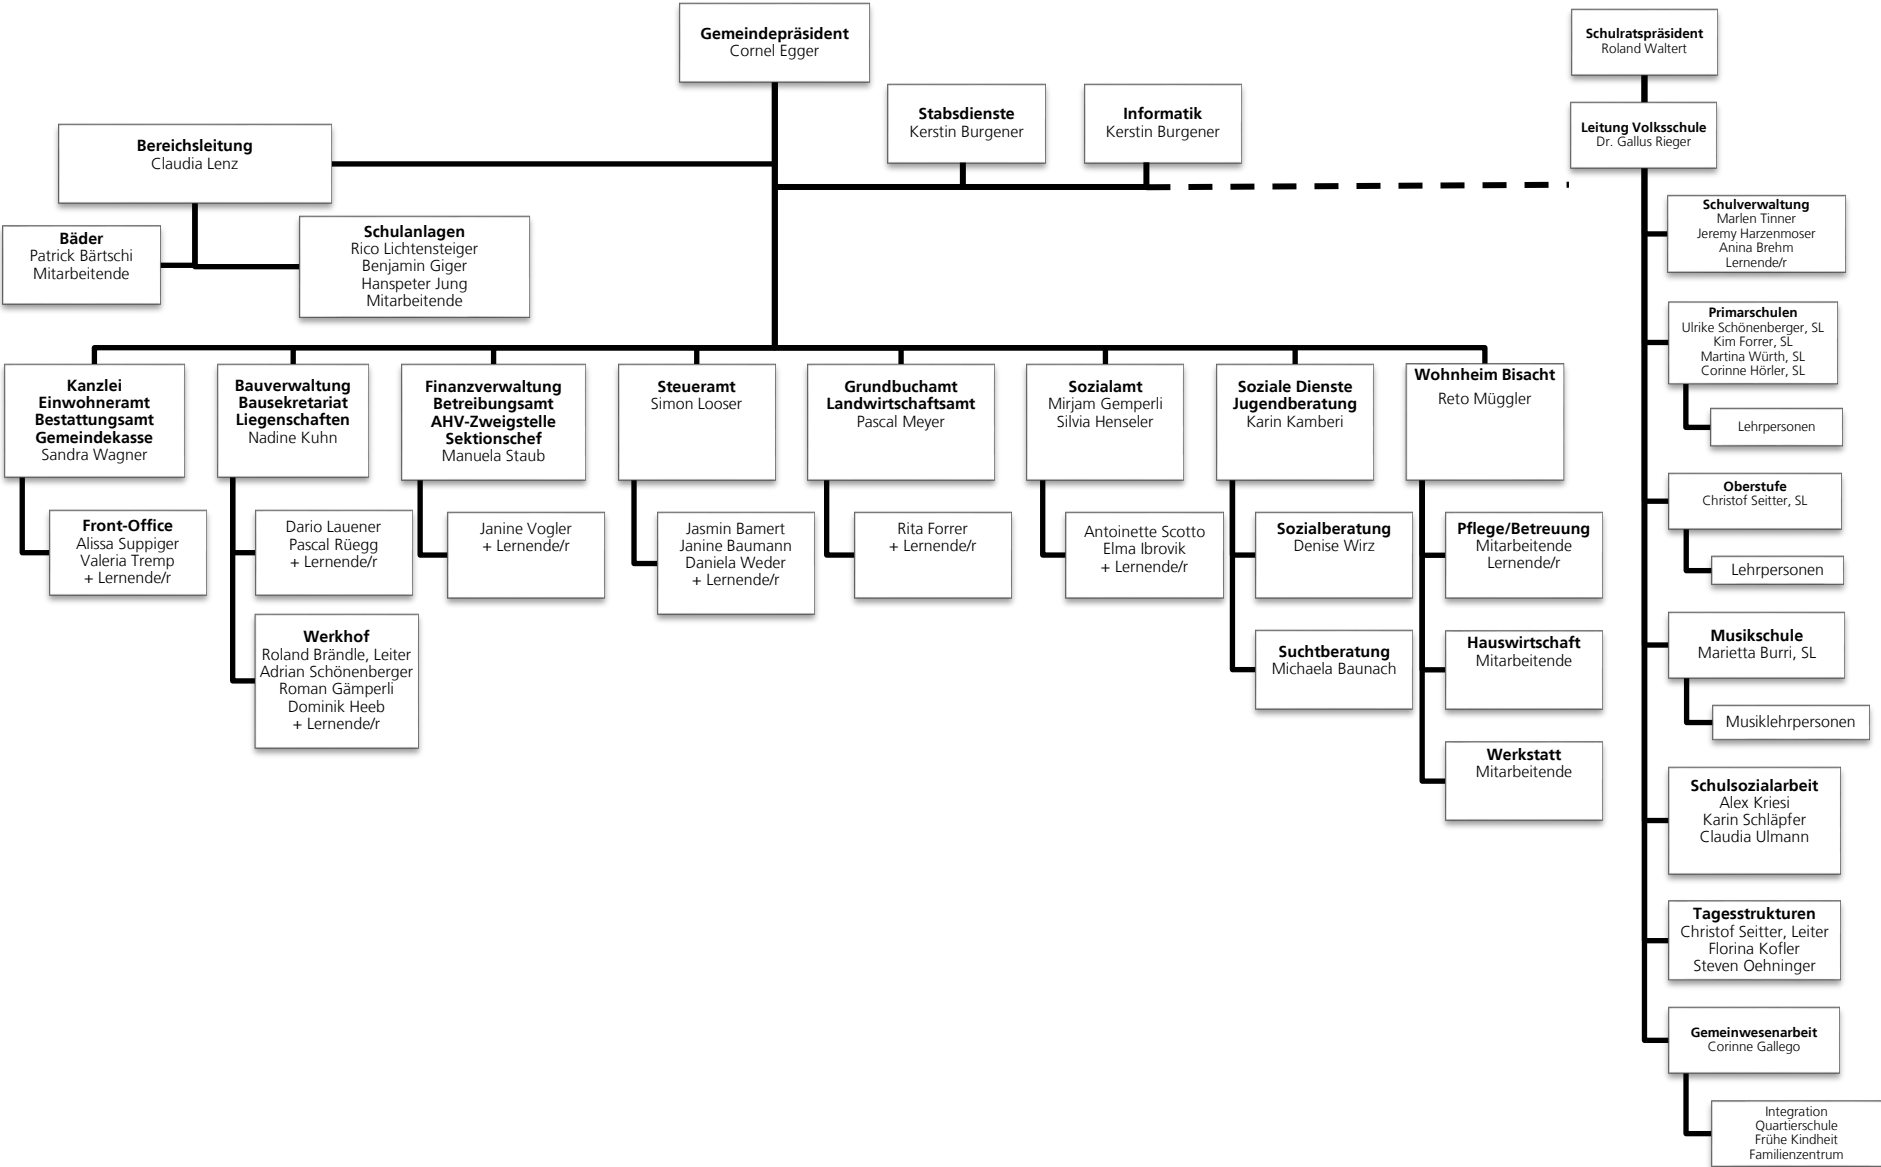 Gemeindepräsident
Cornel Egger
Schulratspräsident
Roland Waltert
Stabsdienste
Kerstin Burgener
Informatik
Kerstin Burgener
Leitung Volksschule
Dr. Gallus Rieger
Bereichsleitung
Claudia Lenz
Bäder
Patrick Bärtschi
Mitarbeitende
Schulanlagen
Rico Lichtensteiger
Benjamin Giger
Hanspeter Jung
Mitarbeitende
Kanzlei
Einwohneramt
Bestattungsamt
Gemeindekasse
Sandra Wagner
Bauverwaltung
Bausekretariat
Liegenschaften
Nadine Kuhn
Finanzverwaltung
Betreibungsamt
AHV-Zweigstelle
Sektionschef
Manuela Staub
Steueramt
Simon Looser
Grundbuchamt
Landwirtschaftsamt
Pascal Meyer
Sozialamt
Mirjam Gemperli
Silvia Henseler
Soziale Dienste
Jugendberatung
Karin Kamberi
Wohnheim Bisacht
Reto Müggler
Front-Office
Alissa Suppiger
Valeria Tremp
+ Lernende/r
Dario Lauener
Pascal Rüegg
+ Lernende/r
Werkhof
Roland Brändle, Leiter
Adrian Schönenberger
Roman Gämperli
Dominik Heeb
+ Lernende/r
Janine Vogler
+ Lernende/r
Jasmin Bamert
Janine Baumann
Daniela Weder
+ Lernende/r
Rita Forrer
+ Lernende/r
Antoinette Scotto
Elma Ibrovik
+ Lernende/r
Sozialberatung
Denise Wirz
Suchtberatung
Michaela Baunach
Pflege/Betreuung
Mitarbeitende
Lernende/r
Hauswirtschaft
Mitarbeitende
Werkstatt
Mitarbeitende
Schulverwaltung
Marlen Tinner
Jeremy Harzenmoser
Anina Brehm
Lernende/r
Primarschulen
Ulrike Schönenberger, SL
Kim Forrer, SL
Martina Würth, SL
Corinne Hörler, SL
Lehrpersonen
Oberstufe
Christof Seitter, SL
Lehrpersonen
Musikschule
Marietta Burri, SL
Musiklehrpersonen
Schulsozialarbeit
Alex Kriesi
Karin Schläpfer
Claudia Ulmann
Tagesstrukturen
Christof Seitter, Leiter
Florina Kofler
Steven Oehninger
Gemeinwesenarbeit
Corinne Gallego
Integration
Quartierschule
Frühe Kindheit
Familienzentrum